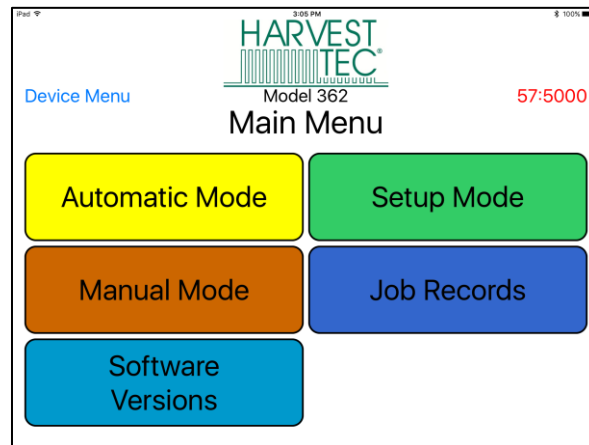 iPad 3:05 PM 100%
HARVEST
TEC®
Device Menu Model 362 57:5000
Main Menu
Automatic Mode Setup Mode
Manual Mode Job Records
Software
Versions